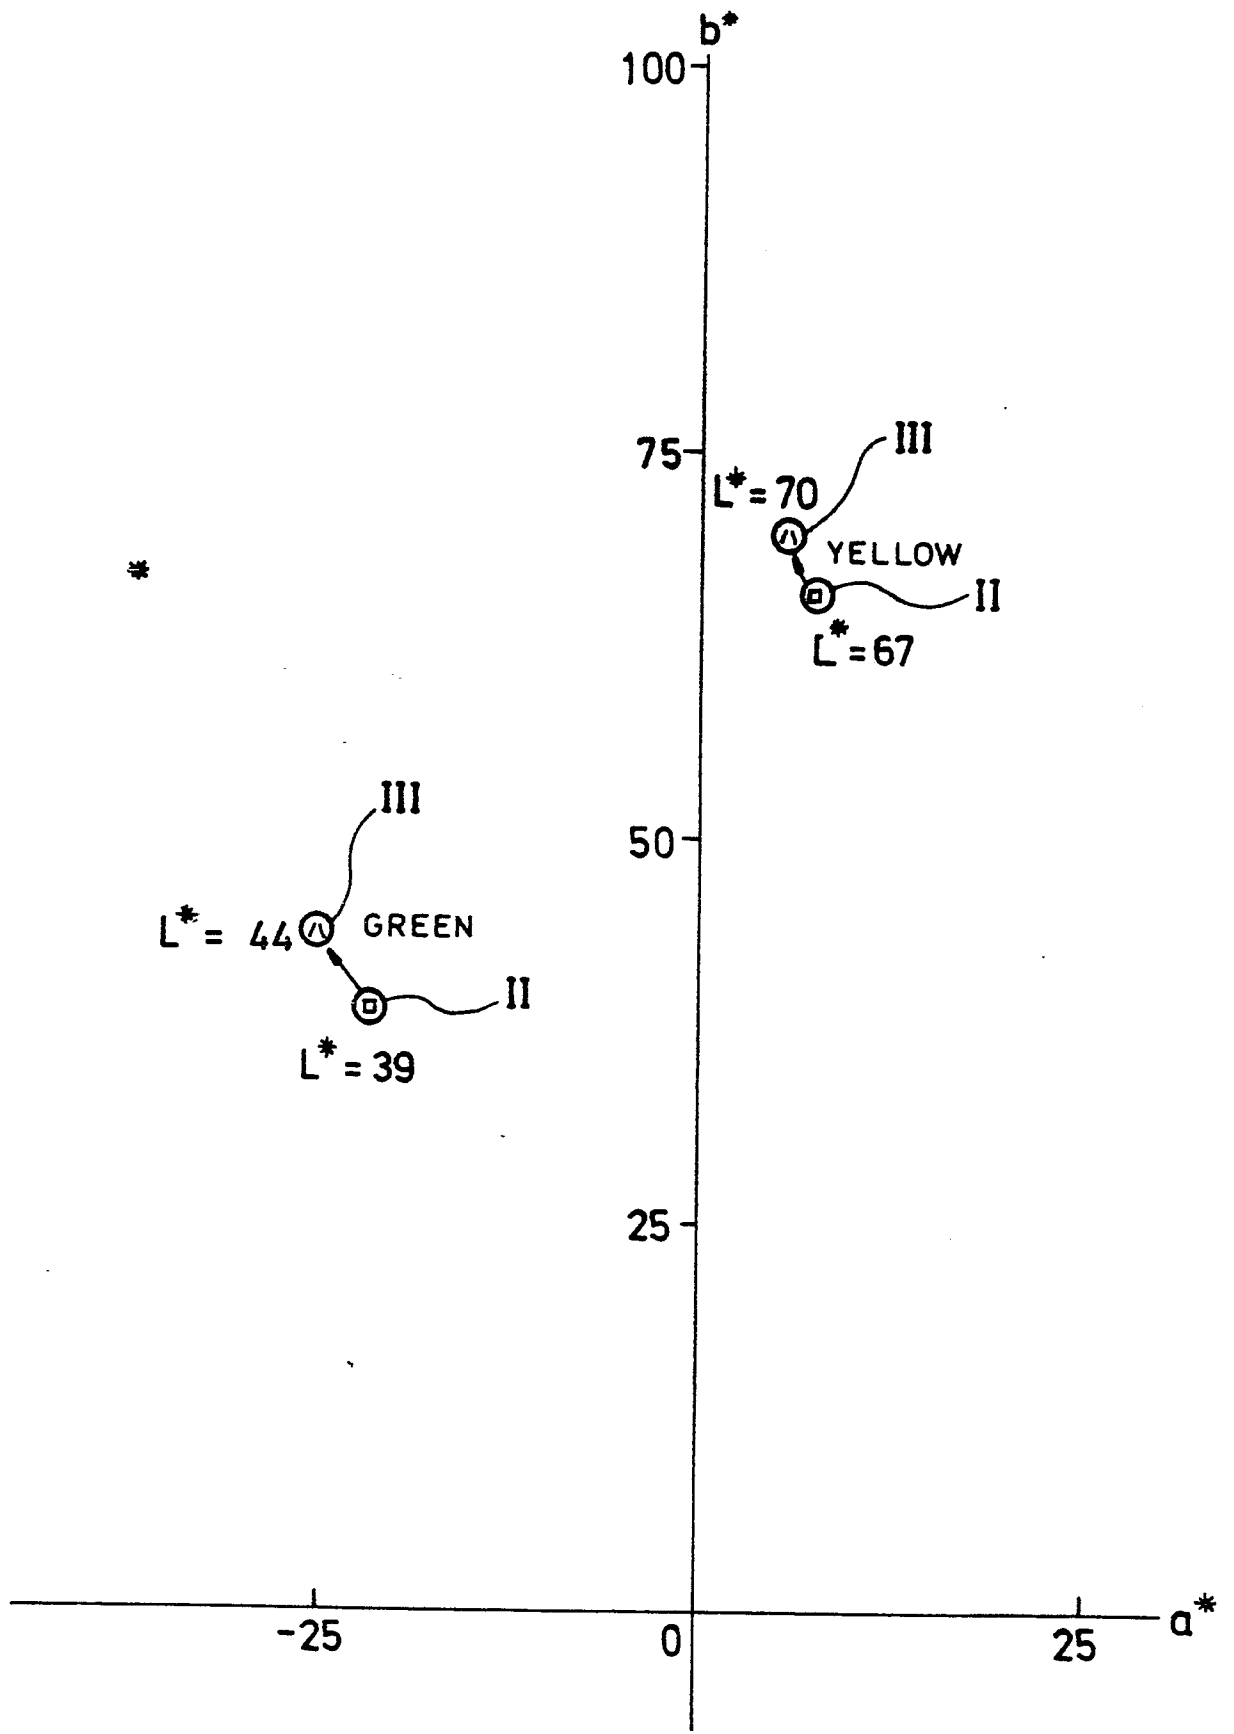 b*
100
75
III
L*=70
YELLOW
*
II
L*=67
III
50
L*= 44
GREEN
II
L*=39
25
-25
0
25
a*